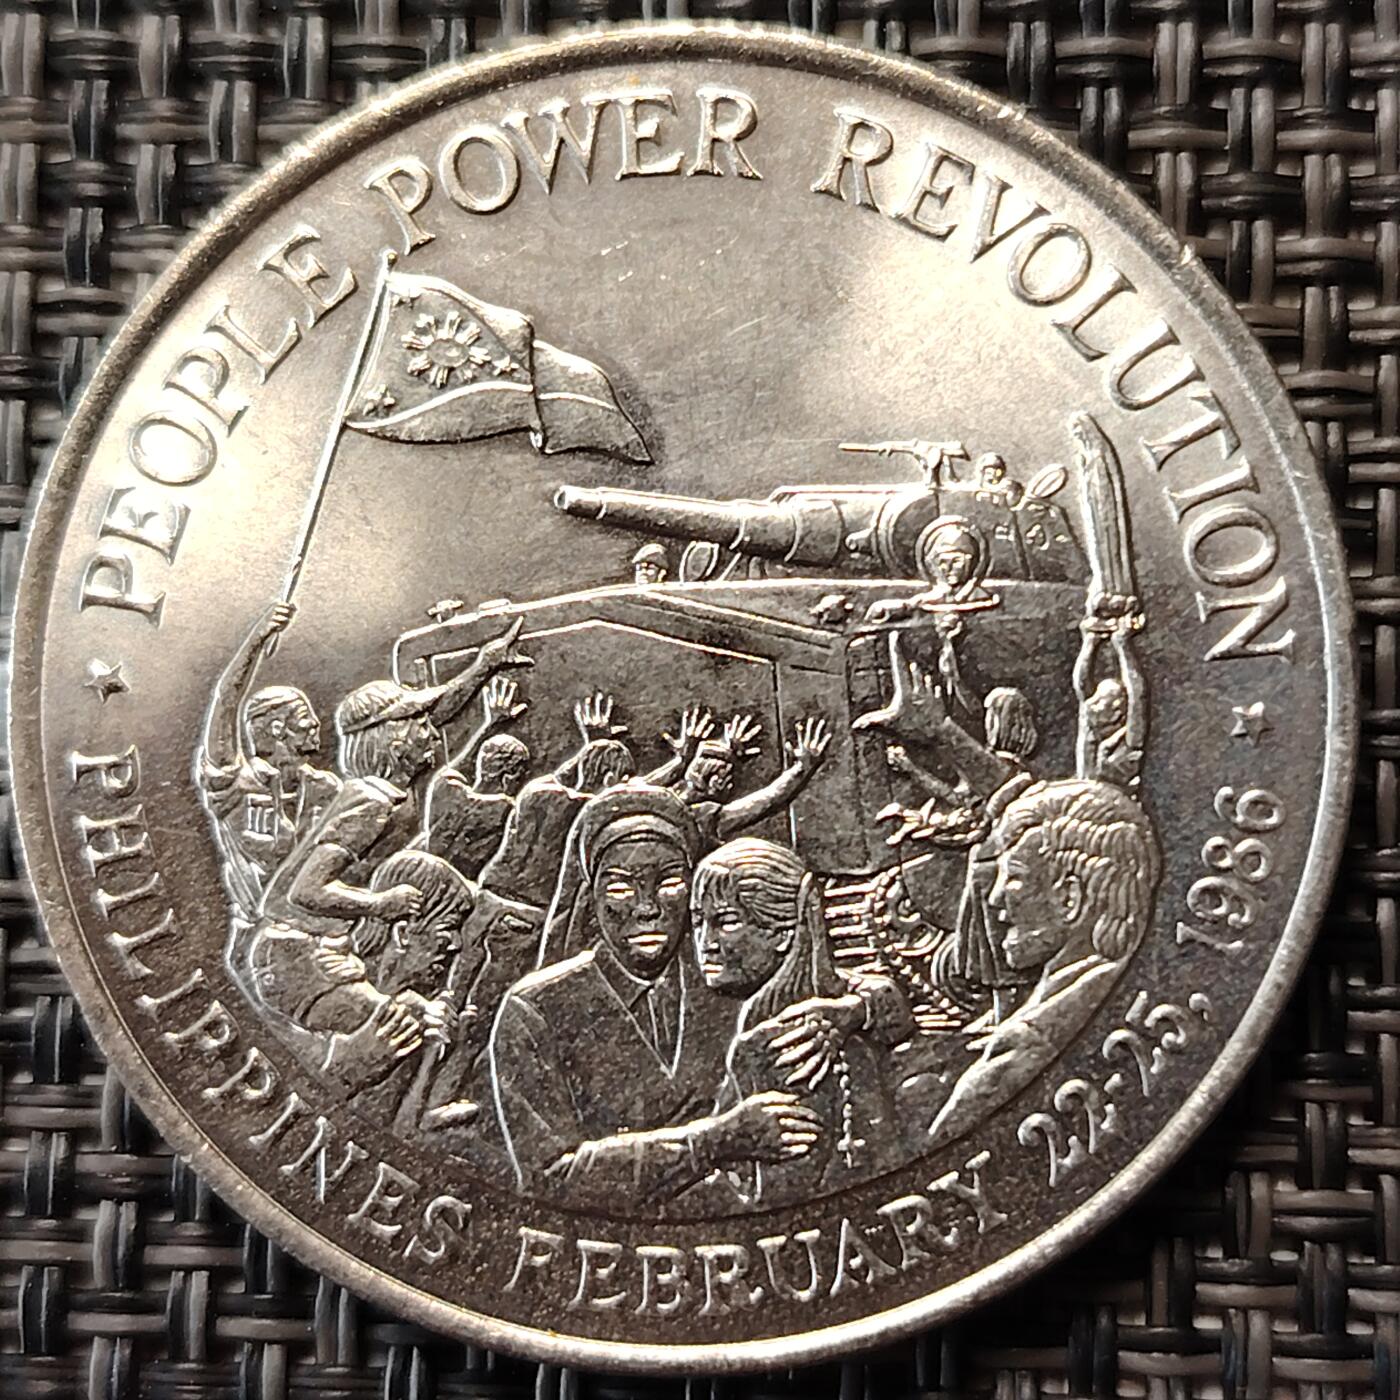 PEOPLE POWER REVOLUTION
PHILIPPINES FEBRUARY 22-25, 1986